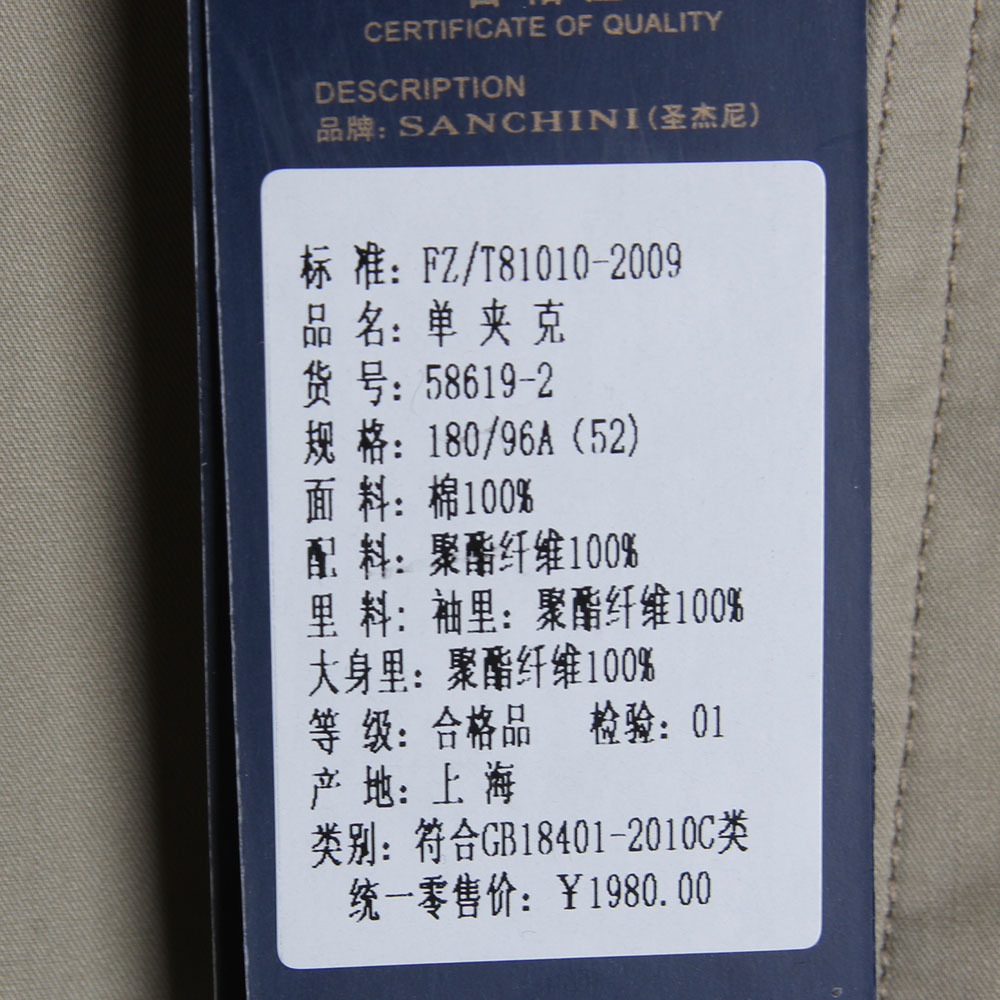 CERTIFICATE OF QUALITY
DESCRIPTION
品牌: SANCHINI(圣杰尼)
标 准: FZ/T81010-2009
品 名: 单 夹 克
货 号: 58619-2
规 格: 180/96A (52)
面 料: 棉100%
配 料: 聚酯纤维100%
里 料: 袖里: 聚酯纤维100%
大身里: 聚酯纤维100%
等 级: 合格品 检验: 01
产 地: 上 海
类别: 符合GB18401-2010C类
统一零售价: ¥1980.00